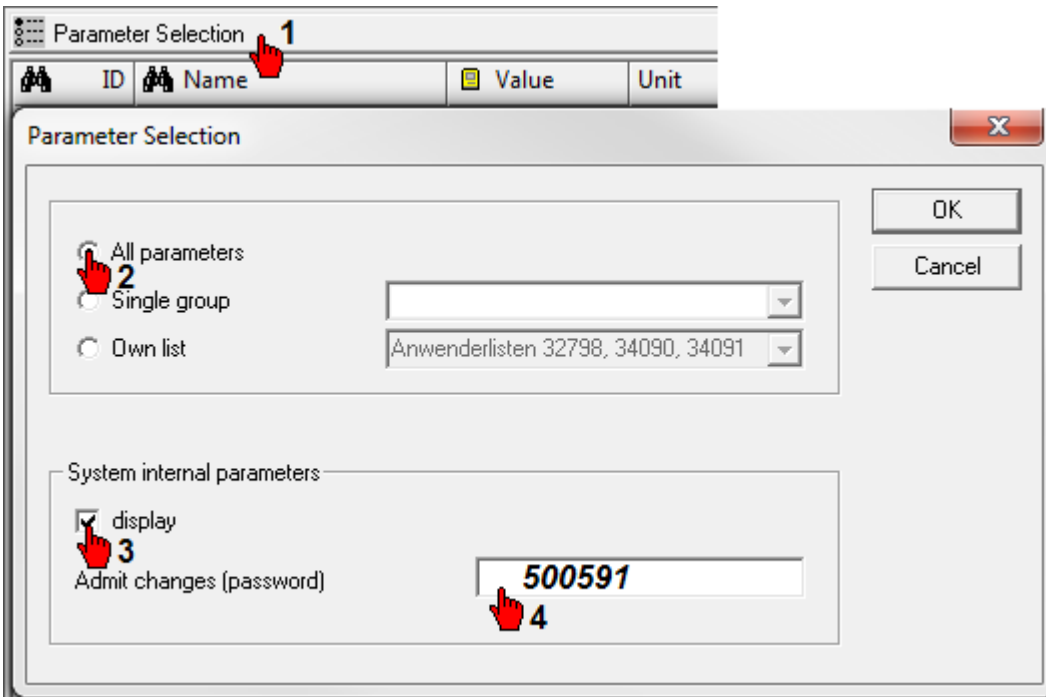 Parameter Selection 1
ID Name Value Unit
Parameter Selection
OK
All parameters
2
Cancel
Single group
Own list Anwenderlisten 32798, 34090, 34091
System internal parameters
display
3
Admit changes (password) 500591
4